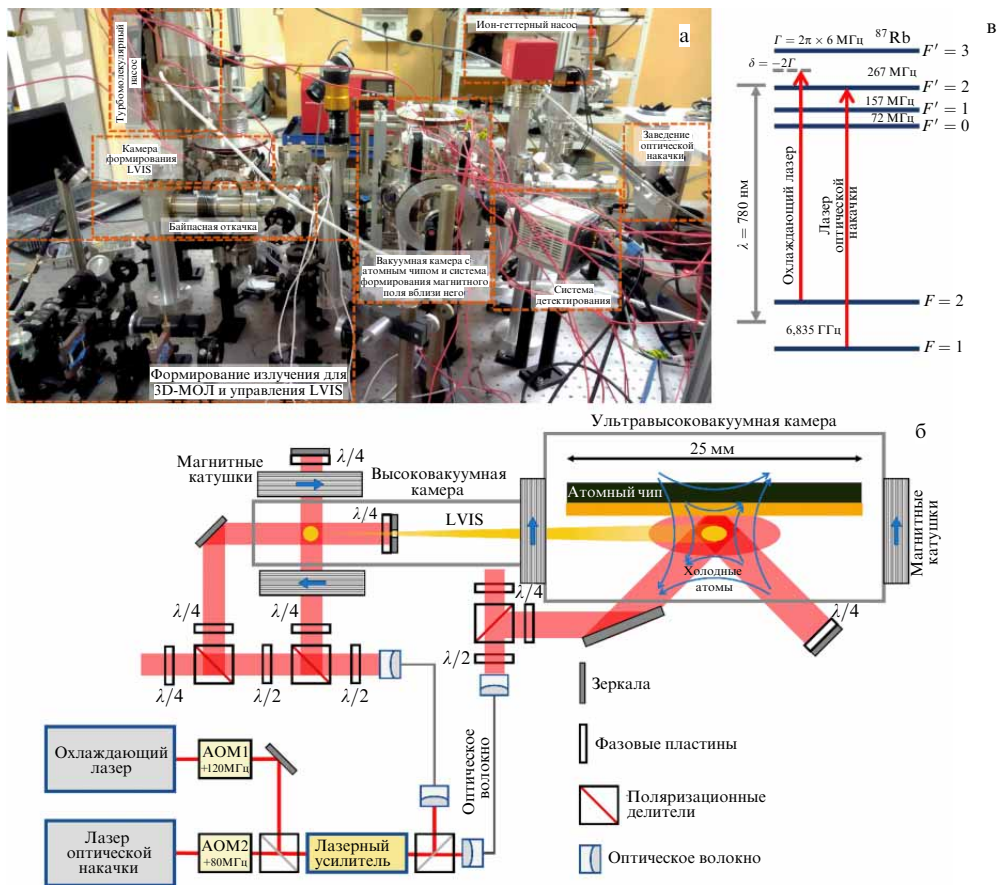 а
Турбомолекулярный
насос
Ион-геттерный насос
Камера
формирования
LVIS
Байпасная откачка
Заведение
оптической
накачки
Вакуумная камера с
атомным чипом и система
формирования магнитного
поля вблизи него
Система
детектирования
Формирование излучения для
3D-МОЛ и управления LVIS
в
Γ = 2π × 6 МГц
⁸⁷Rb
F′ = 3
δ = −2Γ
267 МГц
F′ = 2
157 МГц
F′ = 1
72 МГц
F′ = 0
λ = 780 nm
Охлаждающий лазер
Лазер
оптической
накачки
F = 2
6,835 ГГц
F = 1
б
Ультравысоковакуумная камера
25 мм
Атомный чип
Магнитные
катушки
λ/4
Высоковакуумная
камера
λ/4
LVIS
Холодные
атомы
Магнитные
катушки
λ/4
λ/4
λ/4
λ/4
λ/2
λ/4
λ/2
λ/2
Зеркала
Фазовые пластины
Поляризационные
делители
Оптическое волокно
Оптическое
волокно
Охлаждающий
лазер
АОМ1
+120МГц
Лазер
оптической
накачки
АОМ2
+80МГц
Лазерный
усилитель